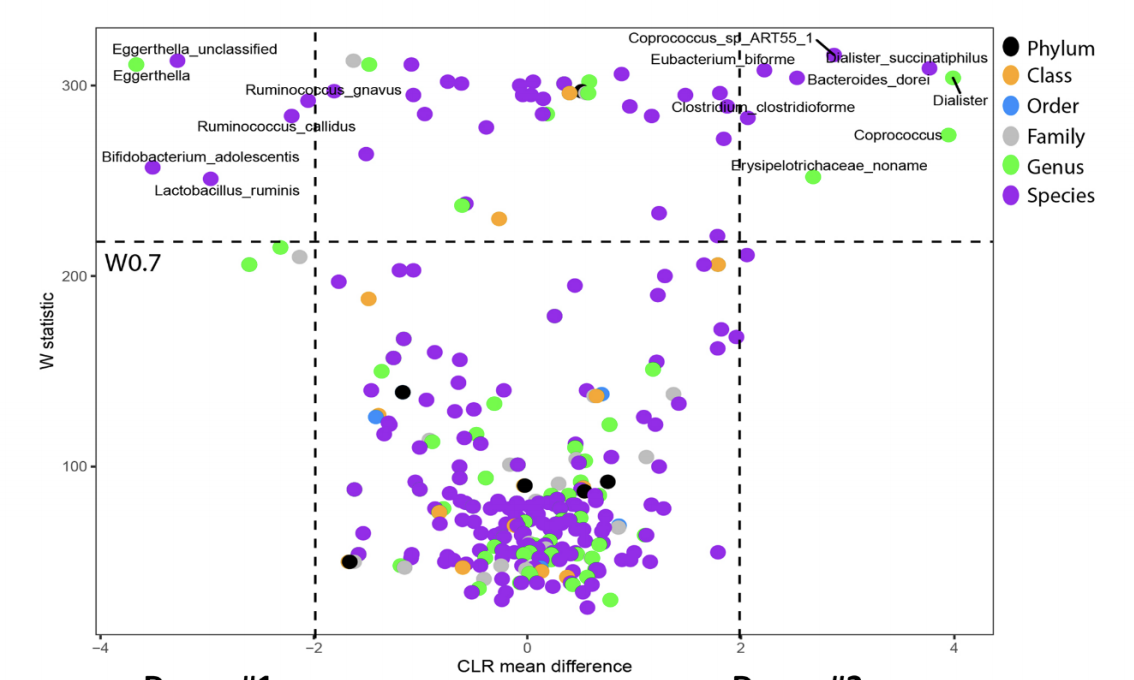 Coprococcus_sp_ART55_1
Eggerthella_unclassified
Eubacterium_biforme
Dialister_succinatiphilus
Eggerthella
Bacteroides_dorei
Ruminococcus_gnavus
Dialister
Clostridium_clostridioforme
Ruminococcus_callidus
Coprococcus
Bifidobacterium_adolescentis
Erysipelotrichaceae_noname
Lactobacillus_ruminis
W0.7
Phylum
Class
Order
Family
Genus
Species
300
200
100
W statistic
−4
−2
0
2
4
CLR mean difference